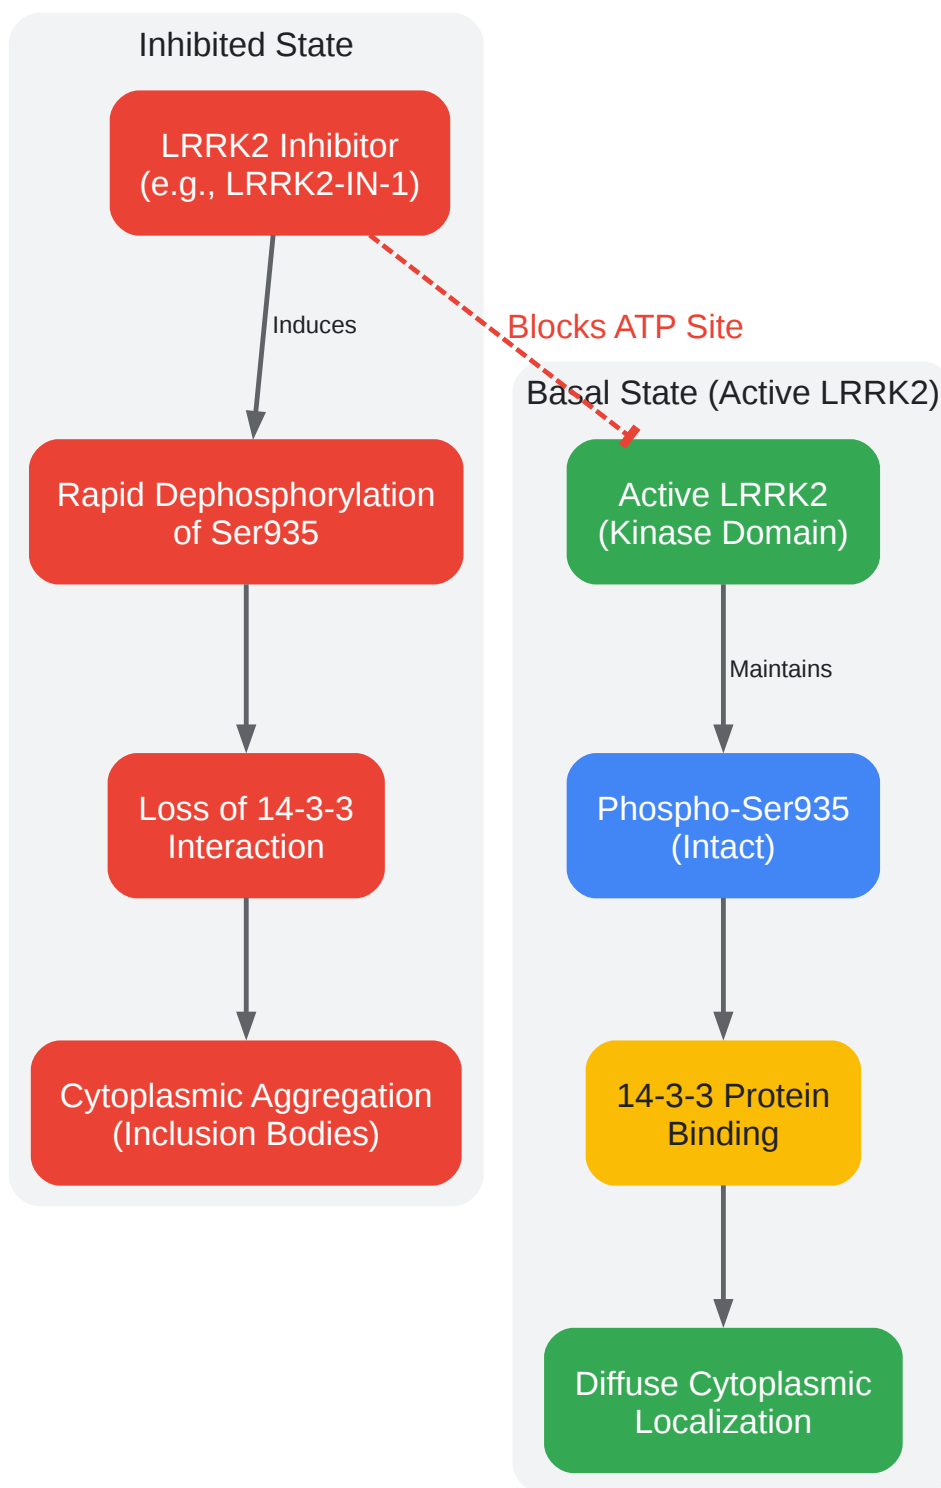 Inhibited State
LRRK2 Inhibitor
(e.g., LRRK2-IN-1)
Induces
Rapid Dephosphorylation
of Ser935
Loss of 14-3-3
Interaction
Cytoplasmic Aggregation
(Inclusion Bodies)
Blocks ATP Site
Basal State (Active LRRK2)
Active LRRK2
(Kinase Domain)
Maintains
Phospho-Ser935
(Intact)
14-3-3 Protein
Binding
Diffuse Cytoplasmic
Localization